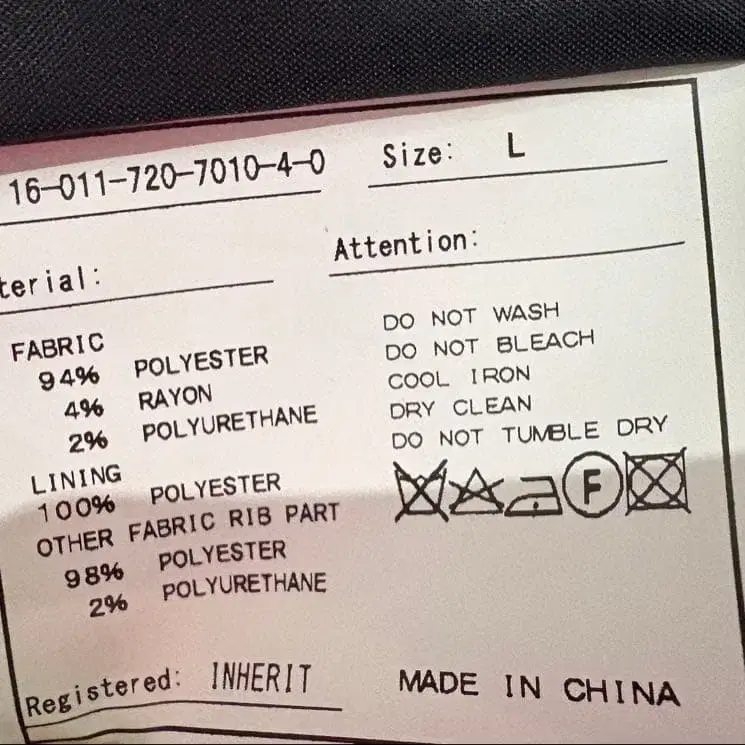 16-011-720-7010-4-0 Size: L
terial:
Attention:
FABRIC
94% POLYESTER
4% RAYON
2% POLYURETHANE
LINING
100% POLYESTER
OTHER FABRIC RIB PART
98% POLYESTER
2% POLYURETHANE
DO NOT WASH
DO NOT BLEACH
COOL IRON
DRY CLEAN
DO NOT TUMBLE DRY
F
Registered: INHERIT
MADE IN CHINA